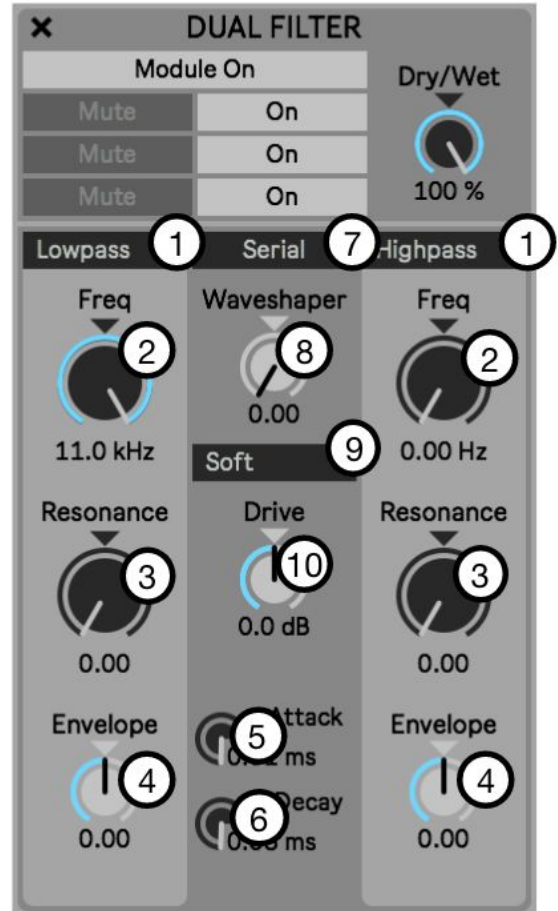 × DUAL FILTER
Module On
Dry/Wet
Mute On
Mute On
Mute On
100 %
Lowpass 1 Serial 7 Highpass 1
Freq Waveshaper Freq
2 8 2
11.0 kHz 0.00 0.00 Hz
Soft 9
Resonance Drive Resonance
3 10 3
0.00 0.0 dB 0.00
Envelope Attack Envelope
4 5 ms 4
0.00 6 Decay 0.00
ms